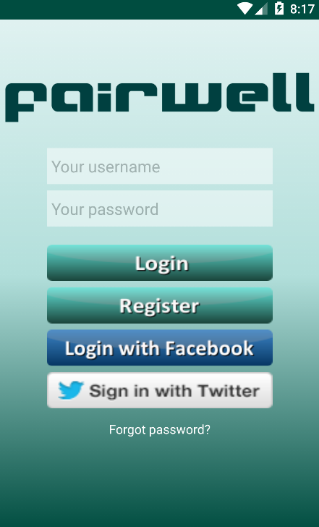 8:17
fairwell
Your username
Your password
Login
Register
Login with Facebook
Sign in with Twitter
Forgot password?